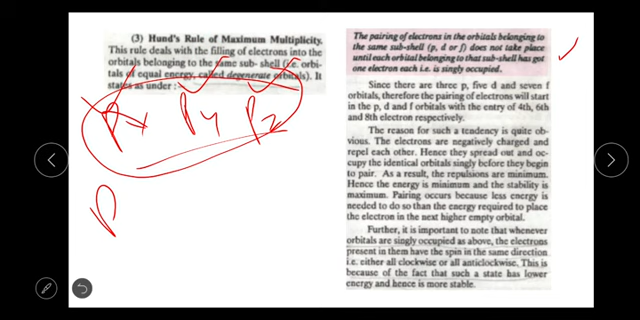 (3) Hund's Rule of Maximum Multiplicity.
This rule deals with the filling of electrons into the
orbitals belonging to the same sub-shell (i.e. orbi-
tals of equal energy, called degenerate orbitals). It
states as under :
Px Py Pz
P
The pairing of electrons in the orbitals belonging to
the same sub-shell (p, d or f) does not take place
until each orbital belonging to that sub-shell has got
one electron each i.e. is singly occupied.
Since there are three p, five d and seven f
orbitals, therefore the pairing of electrons will start
in the p, d and f orbitals with the entry of 4th, 6th
and 8th electron respectively.
The reason for such a tendency is quite ob-
vious. The electrons are negatively charged and
repel each other. Hence they spread out and oc-
cupy the identical orbitals singly before they begin
to pair. As a result, the repulsions are minimum.
Hence the energy is minimum and the stability is
maximum. Pairing occurs because less energy is
needed to do so than the energy required to place
the electron in the next higher empty orbital.
Further, it is important to note that whenever
orbitals are singly occupied as above, the electrons
present in them have the spin in the same direction
i.e. either all clockwise or all anticlockwise. This is
because of the fact that such a state has lower
energy and hence is more stable.